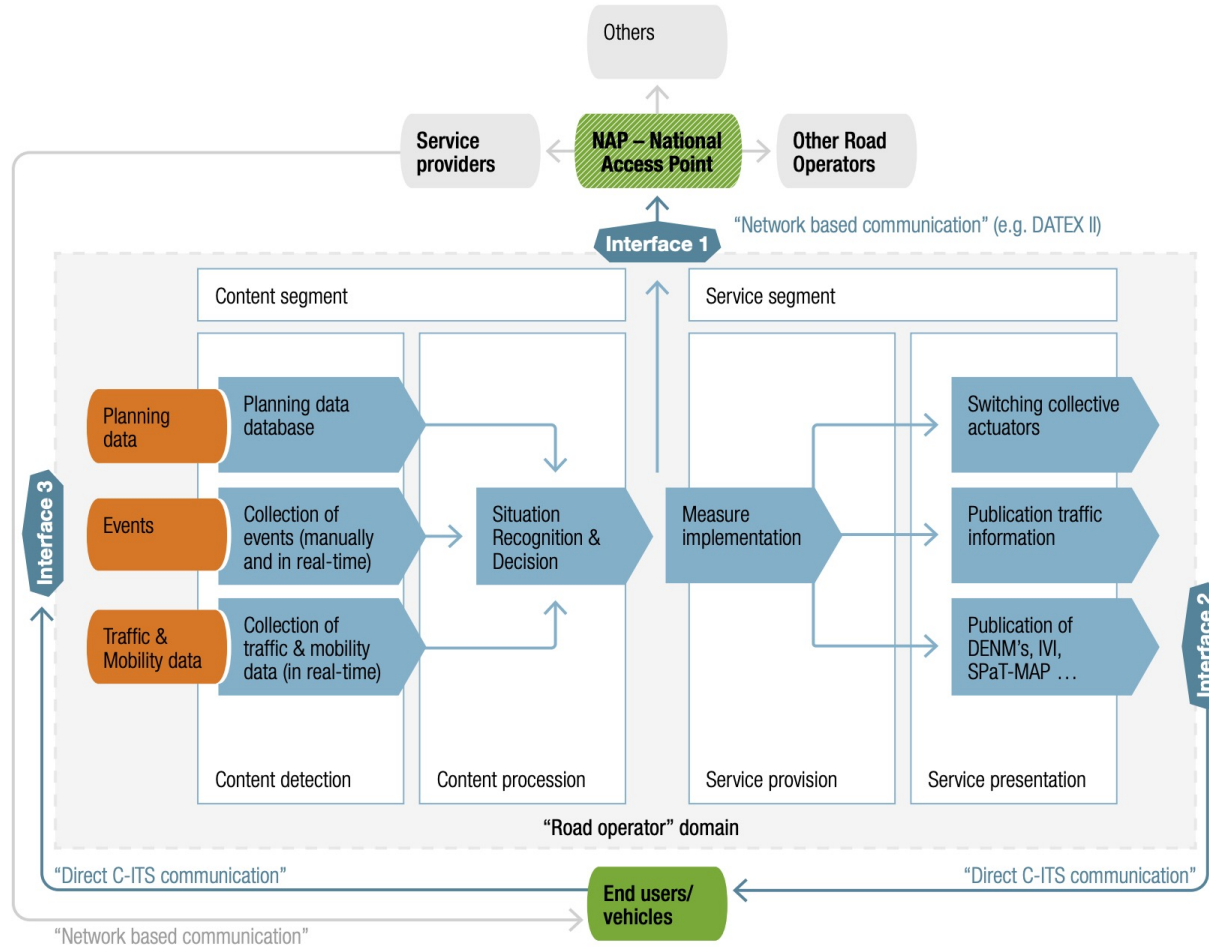 Others
Service
providers
NAP – National
Access Point
Other Road
Operators
“Network based communication” (e.g. DATEX II)
Interface 1
Content segment
Service segment
Planning
data
Planning data
database
Switching collective
actuators
Interface 3
Events
Collection of
events (manually
and in real-time)
Situation
Recognition &
Decision
Measure
implementation
Publication traffic
information
Traffic &
Mobility data
Collection of
traffic & mobility
data (in real-time)
Publication of
DENM’s, IVI,
SPaT-MAP …
Interface 2
Content detection
Content procession
Service provision
Service presentation
“Road operator” domain
“Direct C-ITS communication”
“Direct C-ITS communication”
End users/
vehicles
“Network based communication”